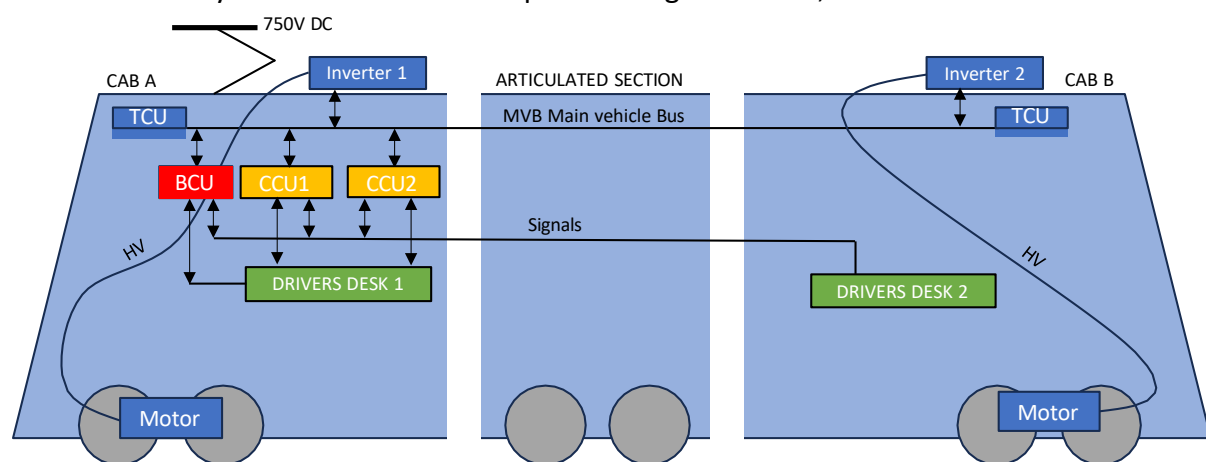 750V DC
Inverter 1
Inverter 2
CAB A
ARTICULATED SECTION
CAB B
TCU
MVB Main vehicle Bus
TCU
BCU
CCU1
CCU2
Signals
HV
HV
DRIVERS DESK 1
DRIVERS DESK 2
Motor
Motor